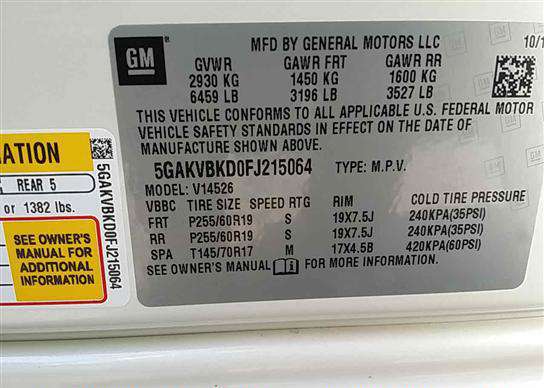 GM
MFD BY GENERAL MOTORS LLC 10/1
GVWR GAWR FRT GAWR RR
2930 KG 1450 KG 1600 KG
6459 LB 3196 LB 3527 LB
THIS VEHICLE CONFORMS TO ALL APPLICABLE U.S. FEDERAL MOTOR
VEHICLE SAFETY STANDARDS IN EFFECT ON THE DATE OF
MANUFACTURE SHOWN ABOVE.
5GAKVBKD0FJ215064 TYPE: M.P.V.
MODEL: V14526
VBBC TIRE SIZE SPEED RTG RIM COLD TIRE PRESSURE
FRT P255/60R19 S 19X7.5J 240KPA(35PSI)
RR P255/60R19 S 19X7.5J 240KPA(35PSI)
SPA T145/70R17 M 17X4.5B 420KPA(60PSI)
SEE OWNER'S MANUAL FOR MORE INFORMATION.
MATION
REAR 5
or 1382 lbs.
SEE OWNER'S
MANUAL FOR
ADDITIONAL
INFORMATION
5GAKVBKD0FJ215064